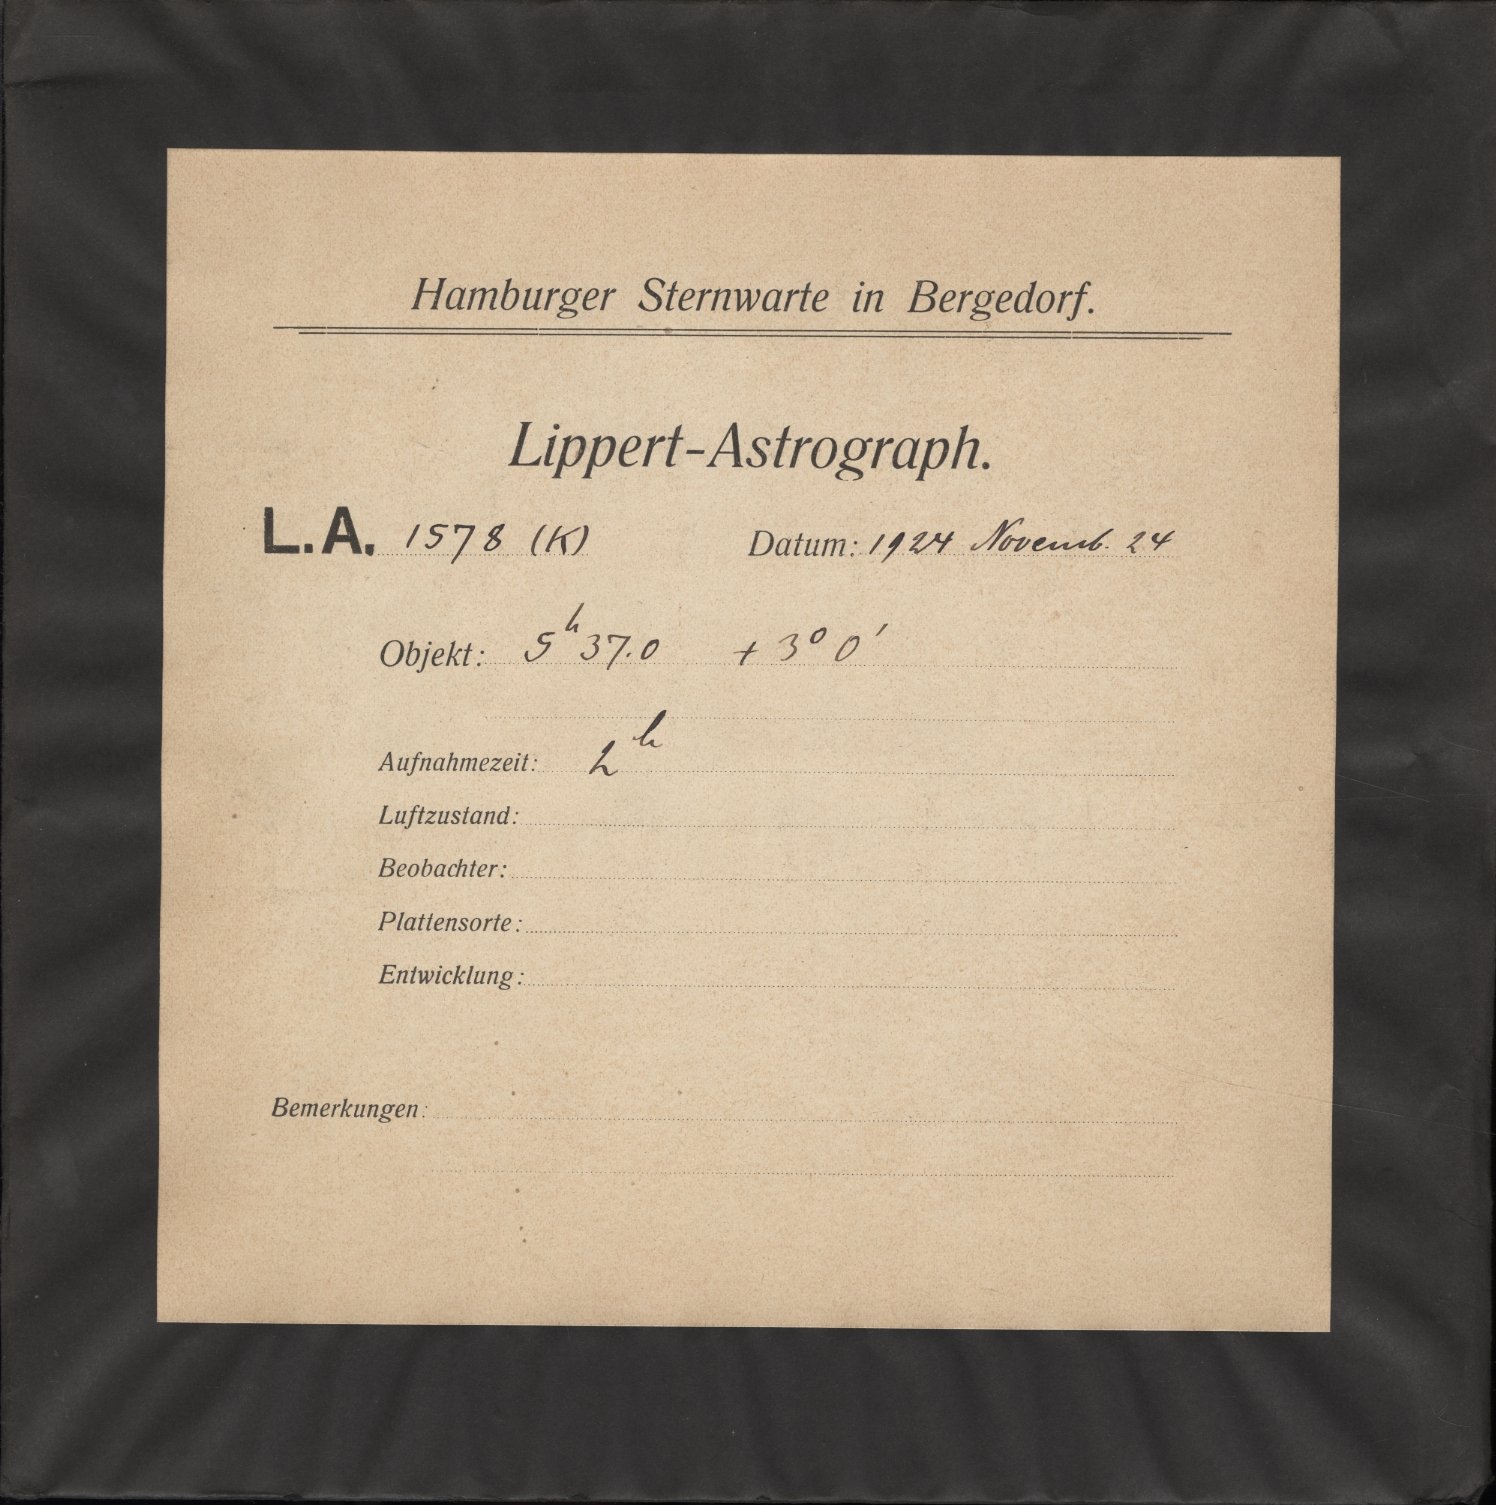 Hamburger Sternwarte in Bergedorf.
Lippert-Astrograph.
L.A. 1578 (K) Datum: 1924 Novemb. 24
Objekt: 5h 37.0 + 3° 0'
Aufnahmezeit: 2h
Luftzustand:
Beobachter:
Plattensorte:
Entwicklung:
Bemerkungen: